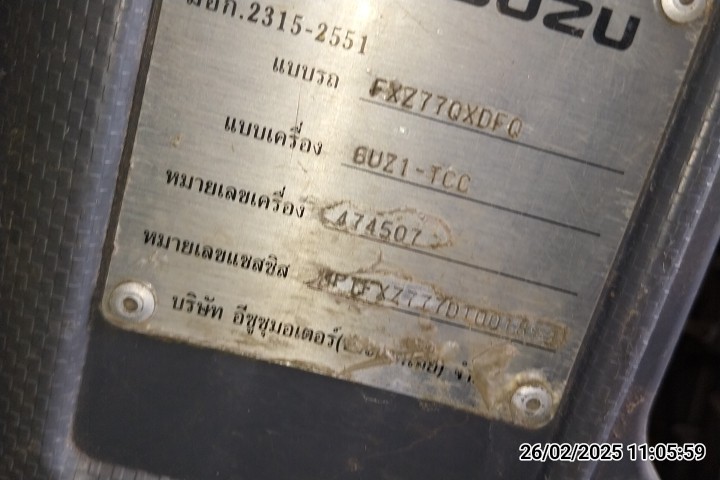 ISUZU
มอก.2315-2551
แบบรถ FXZ77QXDFQ
แบบเครื่อง 6UZ1-TCC
หมายเลขเครื่อง A74507
หมายเลขแชสซิส
บริษัท อีซูซุมอเตอร์
26/02/2025 11:05:59